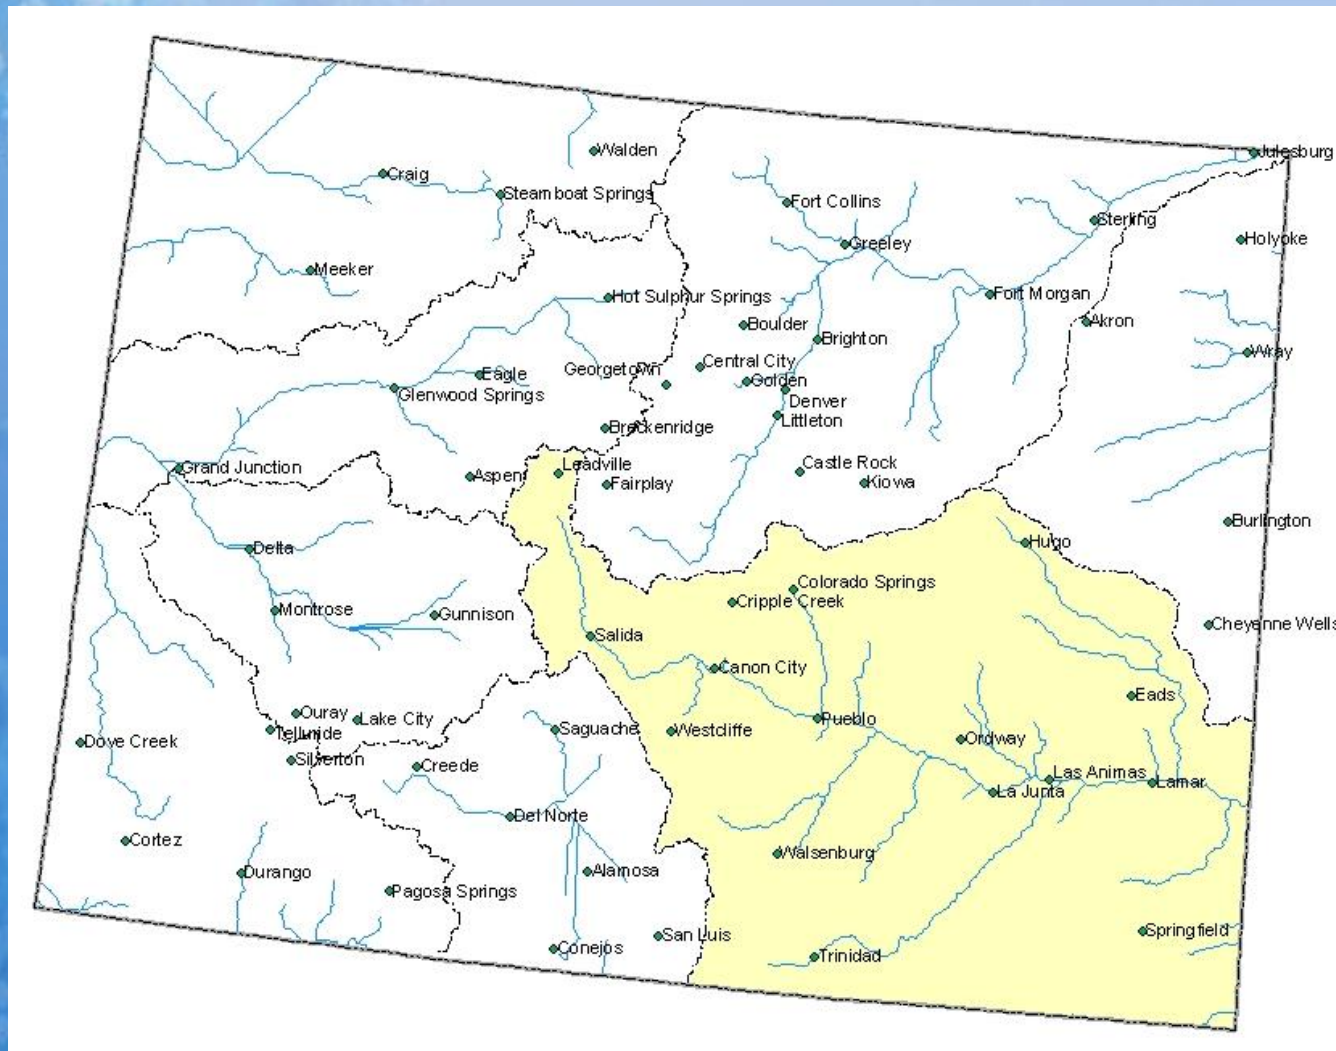 Julesburg
Walden
Craig
Steamboat Springs
Fort Collins
Sterling
Holyoke
Greeley
Meeker
Hot Sulphur Springs
Fort Morgan
Boulder
Akron
Brighton
Wray
Central City
Georgetown
Eagle
Golden
Glenwood Springs
Denver
Littleton
Breckenridge
Leadville
Castle Rock
Grand Junction
Aspen
Fairplay
Kiowa
Burlington
Hugo
Delta
Colorado Springs
Cripple Creek
Montrose
Gunnison
Cheyenne Wells
Salida
Canon City
Eads
Ouray
Lake City
Pueblo
Telluride
Saguache
Westcliffe
Ordway
Dove Creek
Silverton
Creede
Las Animas
Lamar
La Junta
Del Norte
Cortez
Walsenburg
Durango
Alamosa
Pagosa Springs
San Luis
Springfield
Conejos
Trinidad